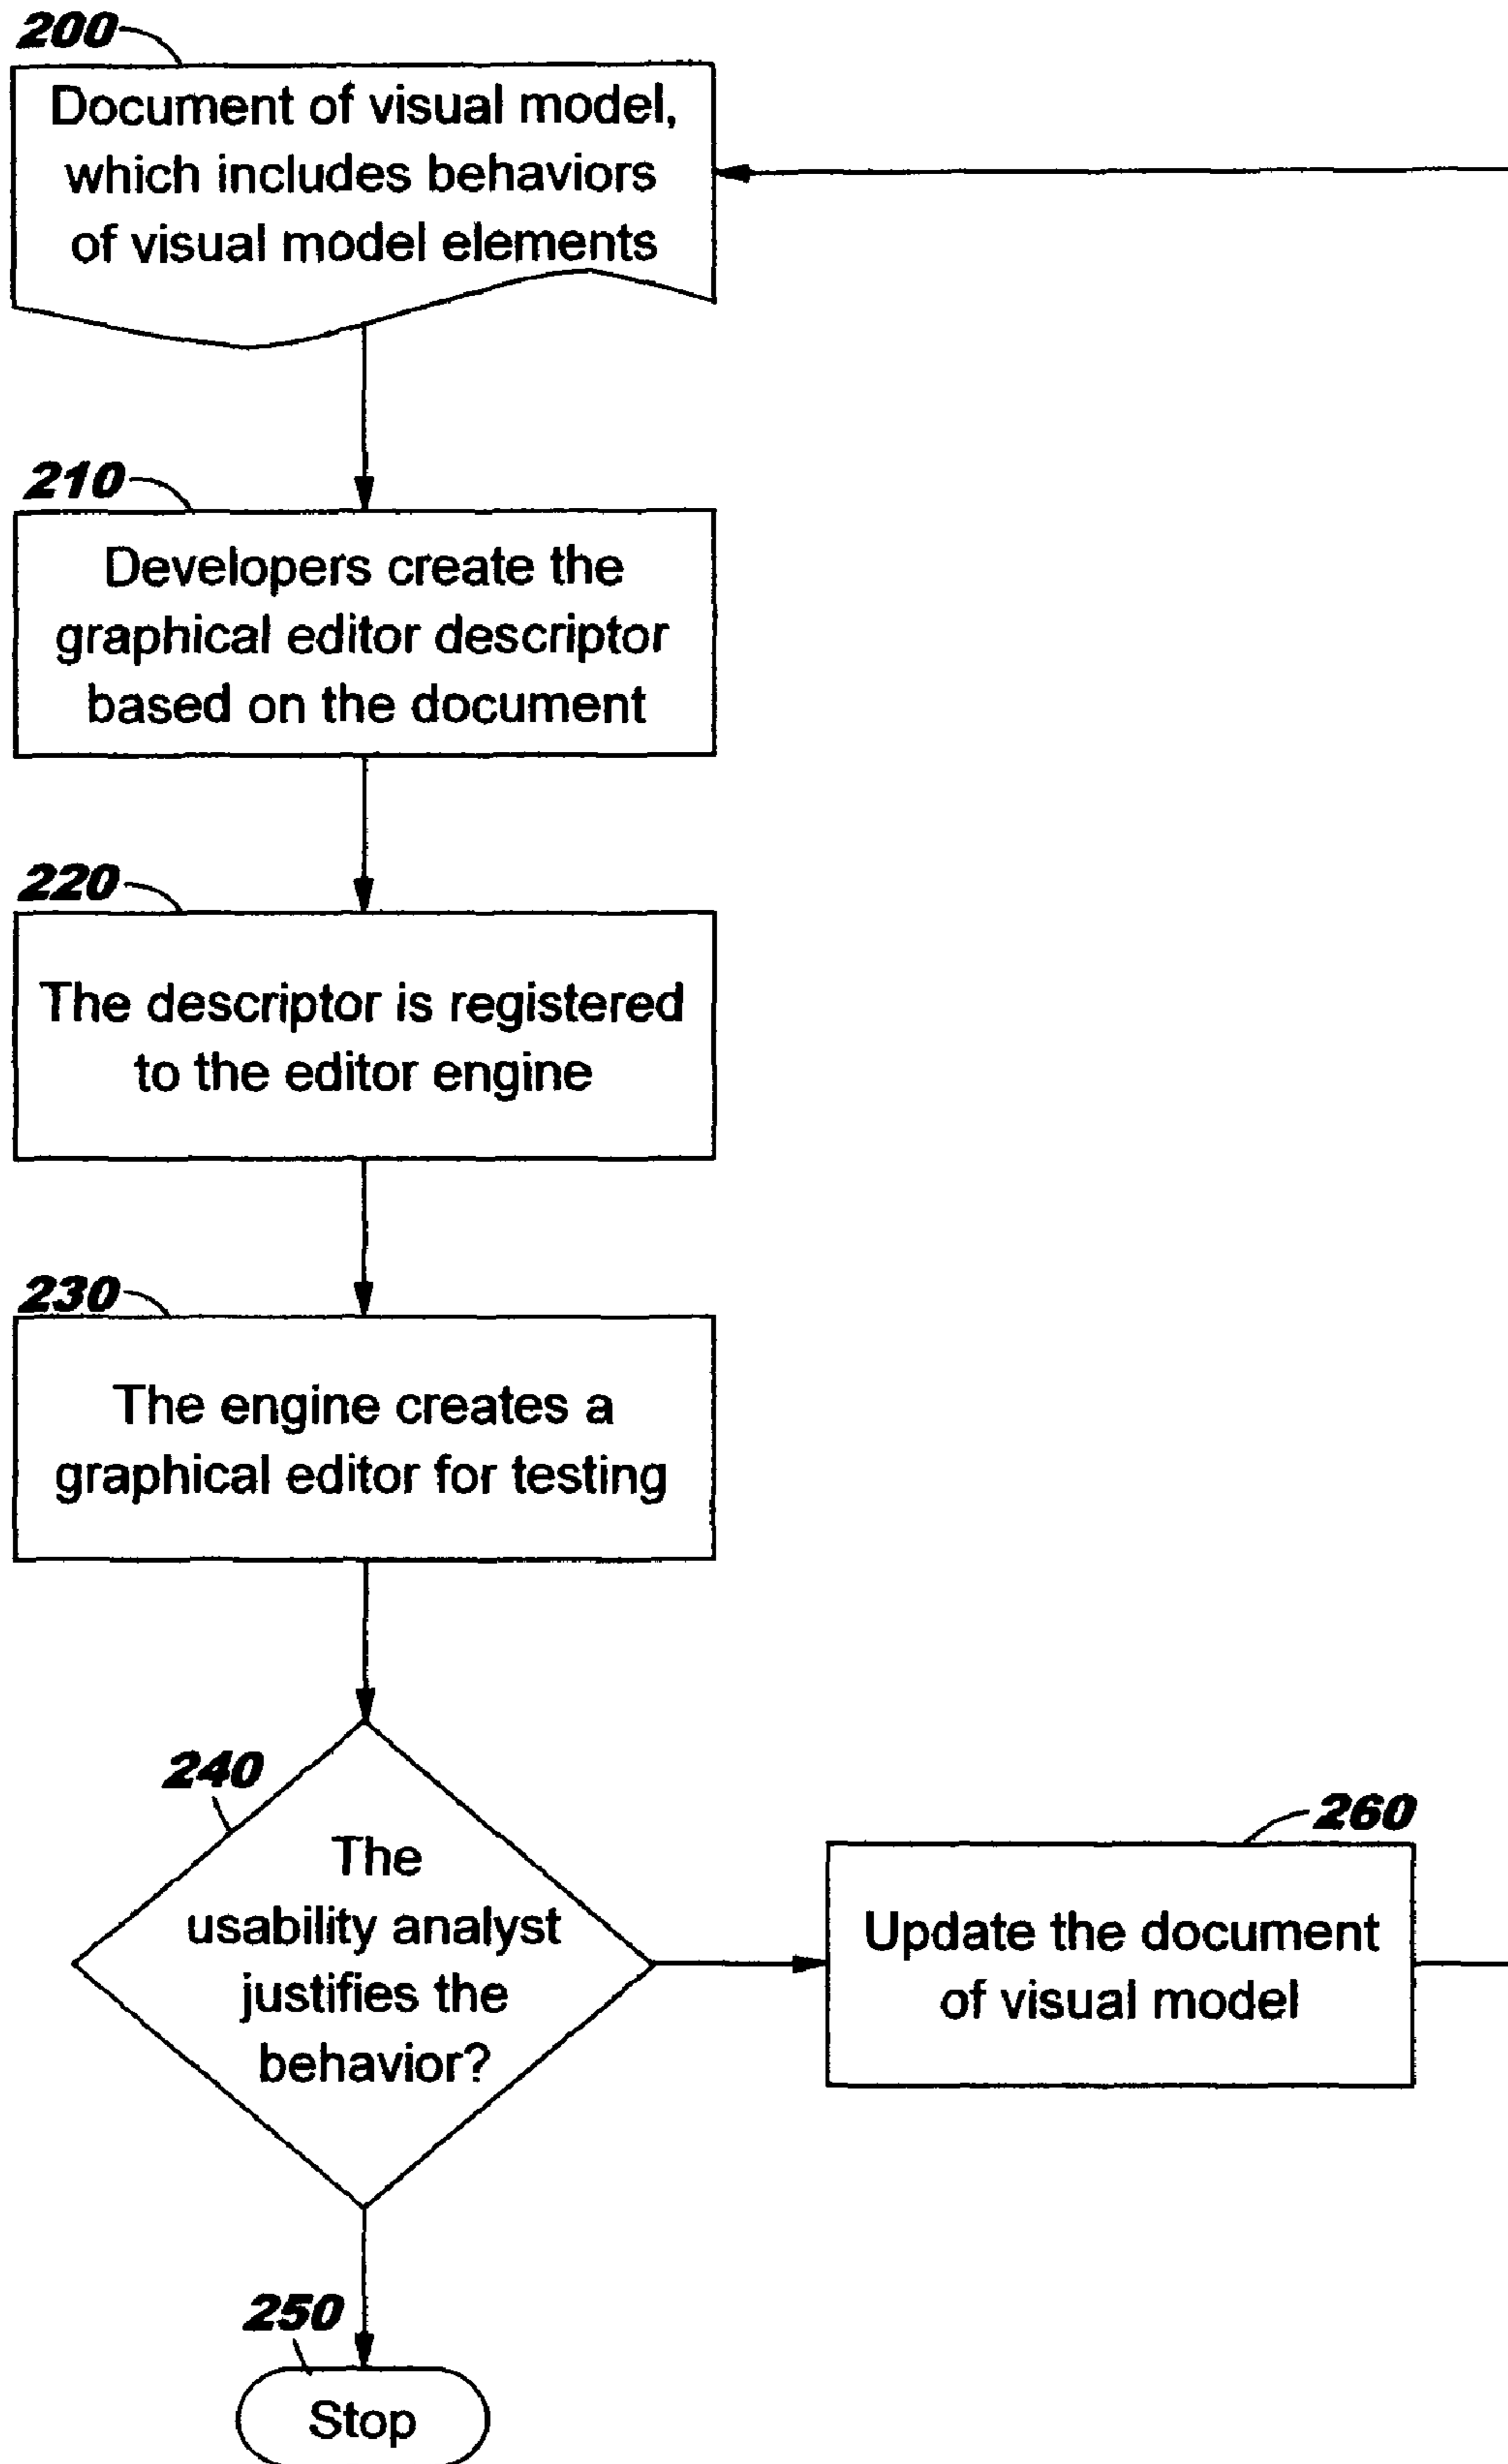 200
Document of visual model,
which includes behaviors
of visual model elements
210
Developers create the
graphical editor descriptor
based on the document
220
The descriptor is registered
to the editor engine
230
The engine creates a
graphical editor for testing
240
The
usability analyst
justifies the
behavior?
260
Update the document
of visual model
250
Stop